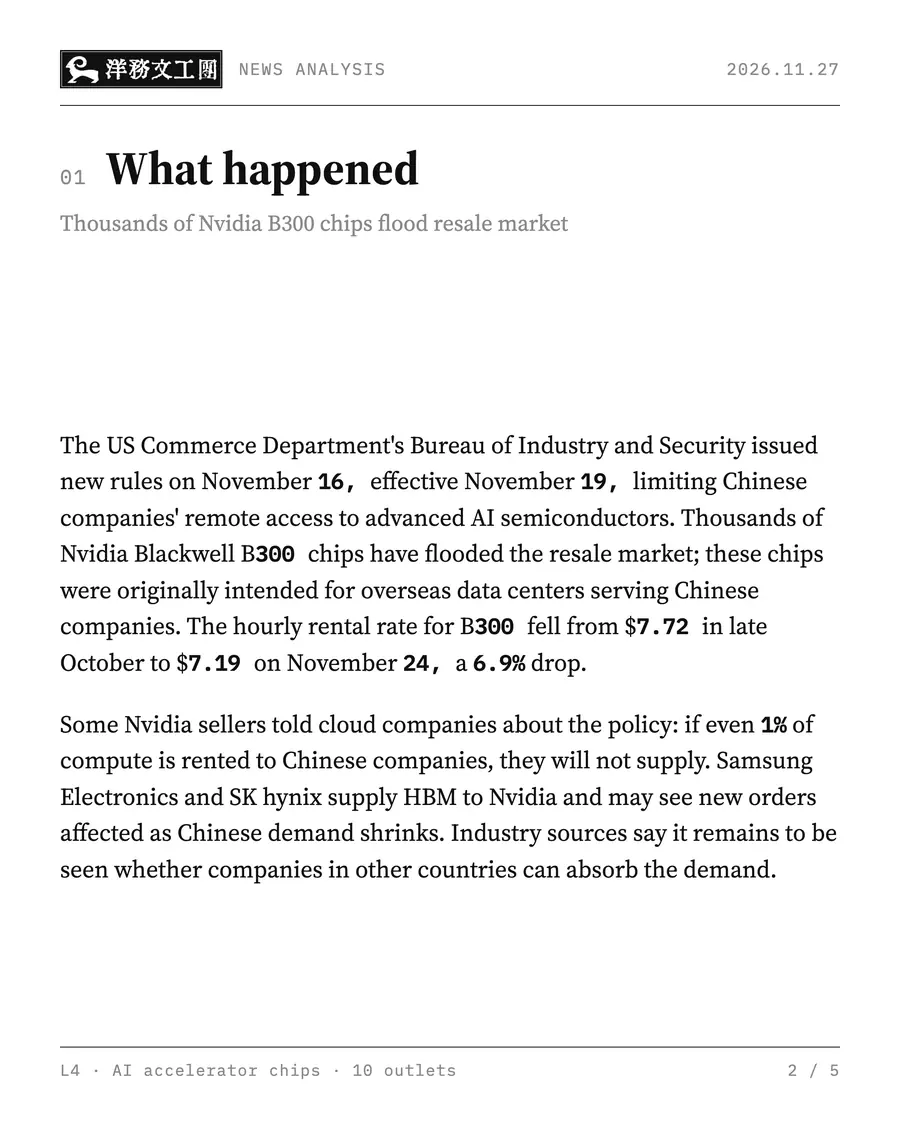 洋務文工團 NEWS ANALYSIS 2026.11.27
01 What happened
Thousands of Nvidia B300 chips flood resale market
The US Commerce Department's Bureau of Industry and Security issued
new rules on November 16, effective November 19, limiting Chinese
companies' remote access to advanced AI semiconductors. Thousands of
Nvidia Blackwell B300 chips have flooded the resale market; these chips
were originally intended for overseas data centers serving Chinese
companies. The hourly rental rate for B300 fell from $7.72 in late
October to $7.19 on November 24, a 6.9% drop.
Some Nvidia sellers told cloud companies about the policy: if even 1% of
compute is rented to Chinese companies, they will not supply. Samsung
Electronics and SK hynix supply HBM to Nvidia and may see new orders
affected as Chinese demand shrinks. Industry sources say it remains to be
seen whether companies in other countries can absorb the demand.
L4 · AI accelerator chips · 10 outlets 2 / 5